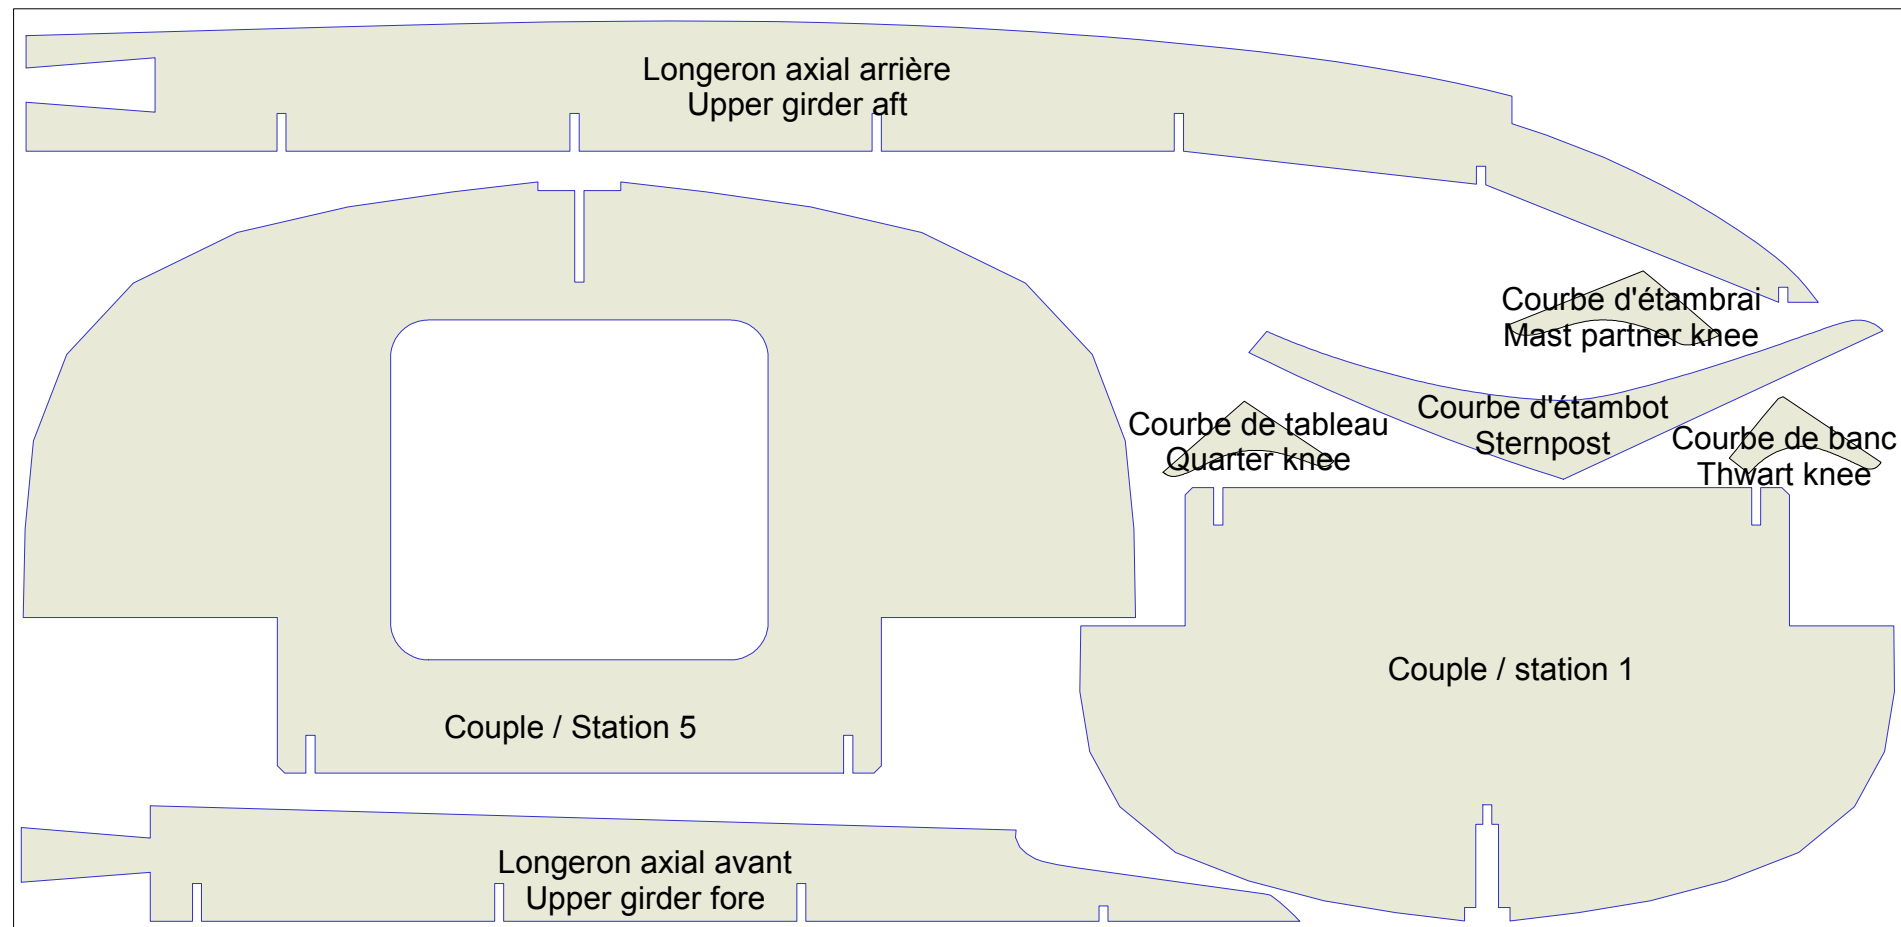 Longeron axial arrière
Upper girder aft
Courbe d'étambrai
Mast partner knee
Courbe d'étambot
Sternpost
Courbe de tableau
Quarter knee
Courbe de banc
Thwart knee
Couple / station 1
Couple / Station 5
Longeron axial avant
Upper girder fore